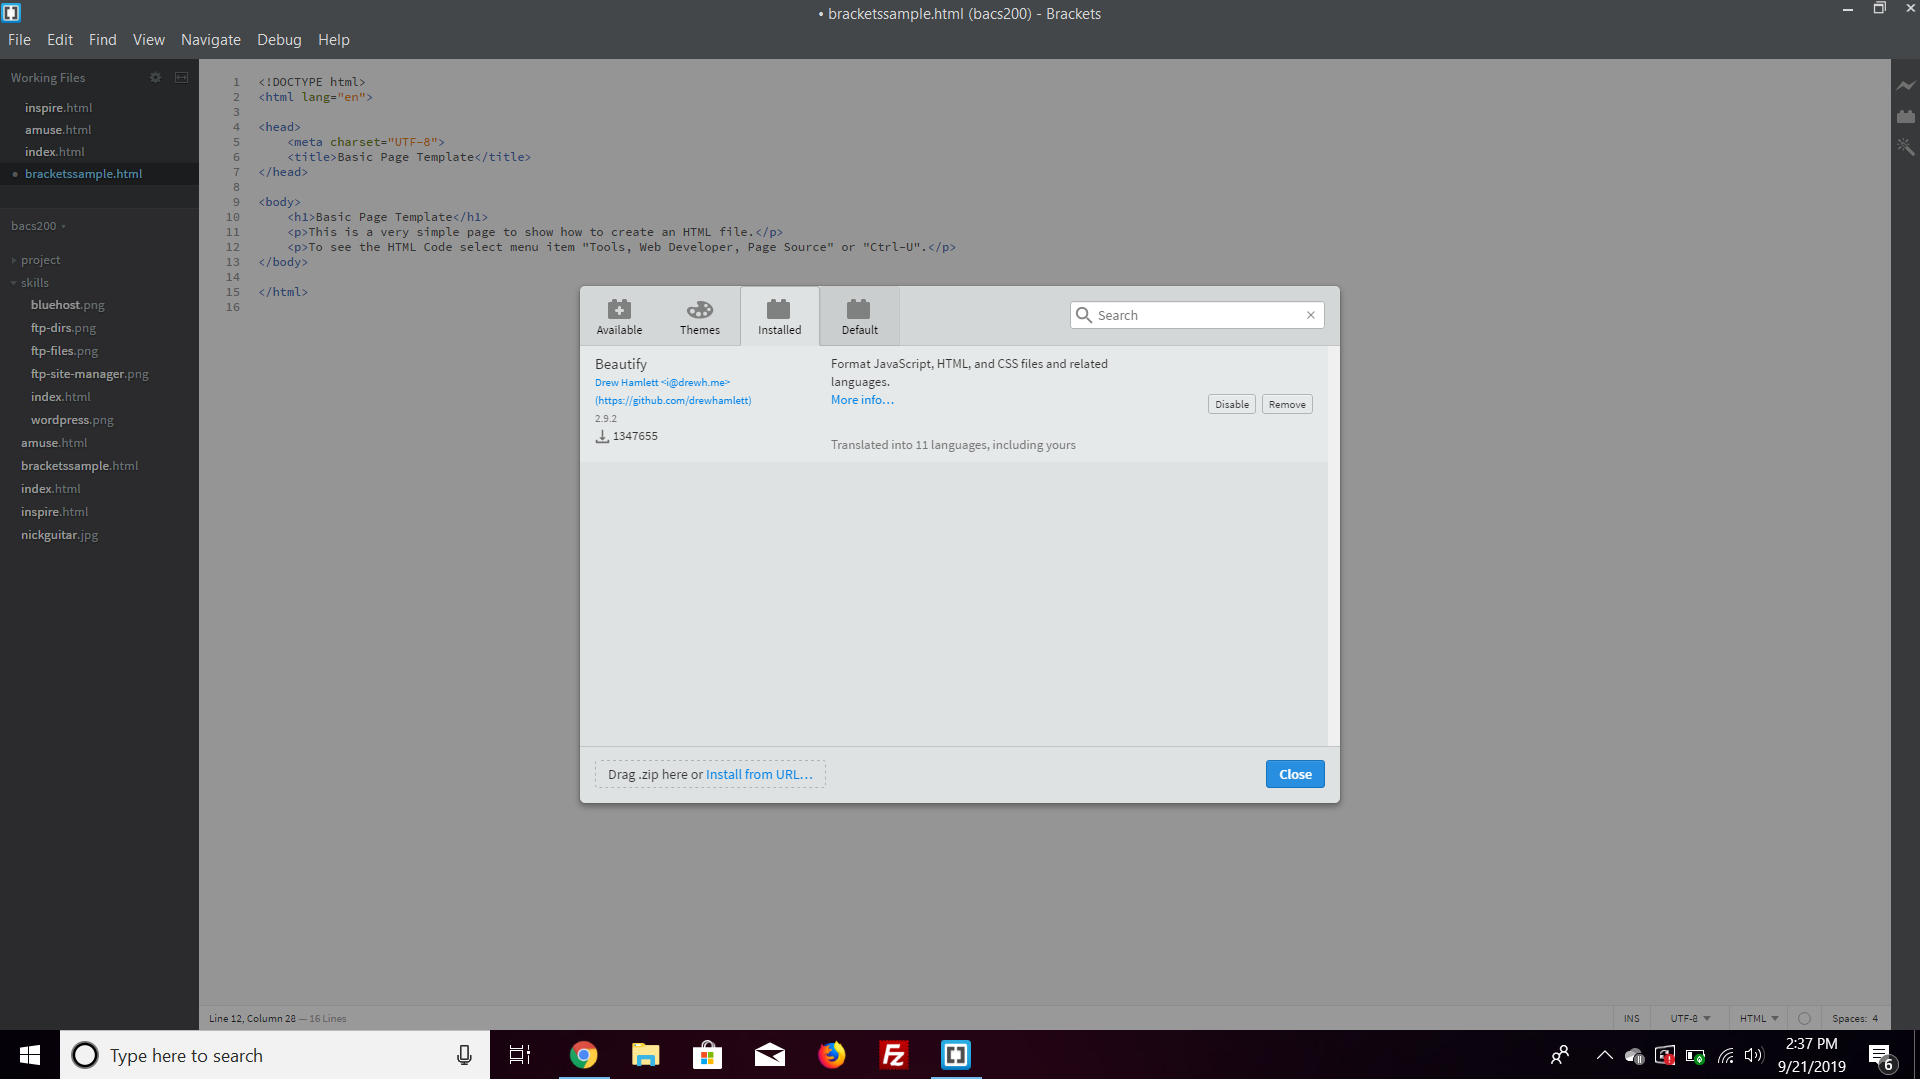 • bracketssample.html (bacs200) - Brackets
File Edit Find View Navigate Debug Help
Working Files
inspire.html
amuse.html
index.html
• bracketssample.html
bacs200
project
skills
bluehost.png
ftp-dirs.png
ftp-files.png
ftp-site-manager.png
index.html
wordpress.png
amuse.html
bracketssample.html
index.html
inspire.html
nickguitar.jpg
1 <!DOCTYPE html>
2 <html lang="en">
3
4 <head>
5     <meta charset="UTF-8">
6     <title>Basic Page Template</title>
7 </head>
8
9 <body>
10     <h1>Basic Page Template</h1>
11     <p>This is a very simple page to show how to create an HTML file.</p>
12     <p>To see the HTML Code select menu item "Tools, Web Developer, Page Source" or "Ctrl-U".</p>
13 </body>
14
15 </html>
16
Available Themes Installed Default
Search
Beautify
Drew Hamlett <i@drewh.me>
(https://github.com/drewhamlett)
2.9.2
1347655
Format JavaScript, HTML, and CSS files and related
languages.
More info…
Translated into 11 languages, including yours
Disable Remove
Drag .zip here or Install from URL…
Close
Line 12, Column 28 — 16 Lines
INS UTF-8 HTML Spaces: 4
Type here to search
2:37 PM
9/21/2019
6